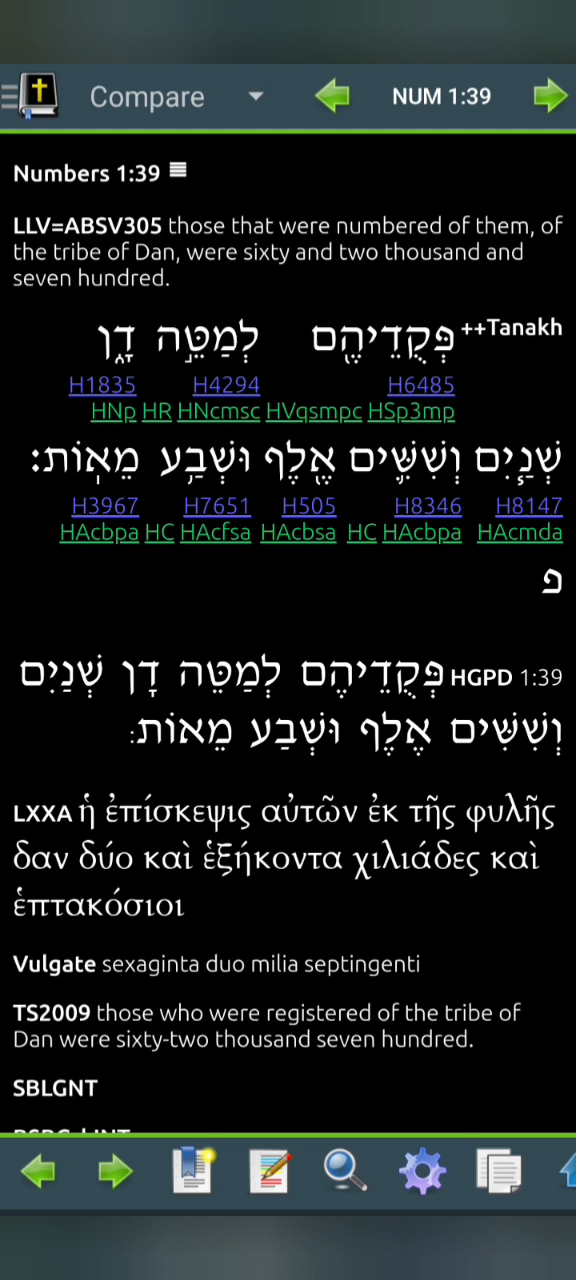 Compare
NUM 1:39
Numbers 1:39
LLV=ABSV305 those that were numbered of them, of
the tribe of Dan, were sixty and two thousand and
seven hundred.
++Tanakh פְּקֻדֵיהֶ֖ם לְמַטֵּ֣ה דָ֑ן
H6485 H4294 H1835
HNp HR HNcmsc HVqsmpc HSp3mp
שְׁנַ֧יִם וְשִׁשִּׁ֛ים אֶ֖לֶף וּשְׁבַ֥ע מֵאֽוֹת׃
H8147 H8346 H505 H7651 H3967
HAcbpa HC HAcfsa HAcbsa HC HAcbpa HAcmda
פ
HGPD 1:39 פְּקֻדֵיהֶם לְמַטֵּה דָן שְׁנַיִם
וְשִׁשִּׁים אֶלֶף וּשְׁבַע מֵאוֹת׃
LXXA ἡ ἐπίσκεψις αὐτῶν ἐκ τῆς φυλῆς
δαν δύο καὶ ἑξήκοντα χιλιάδες καὶ
ἑπτακόσιοι
Vulgate sexaginta duo milia septingenti
TS2009 those who were registered of the tribe of
Dan were sixty-two thousand seven hundred.
SBLGNT